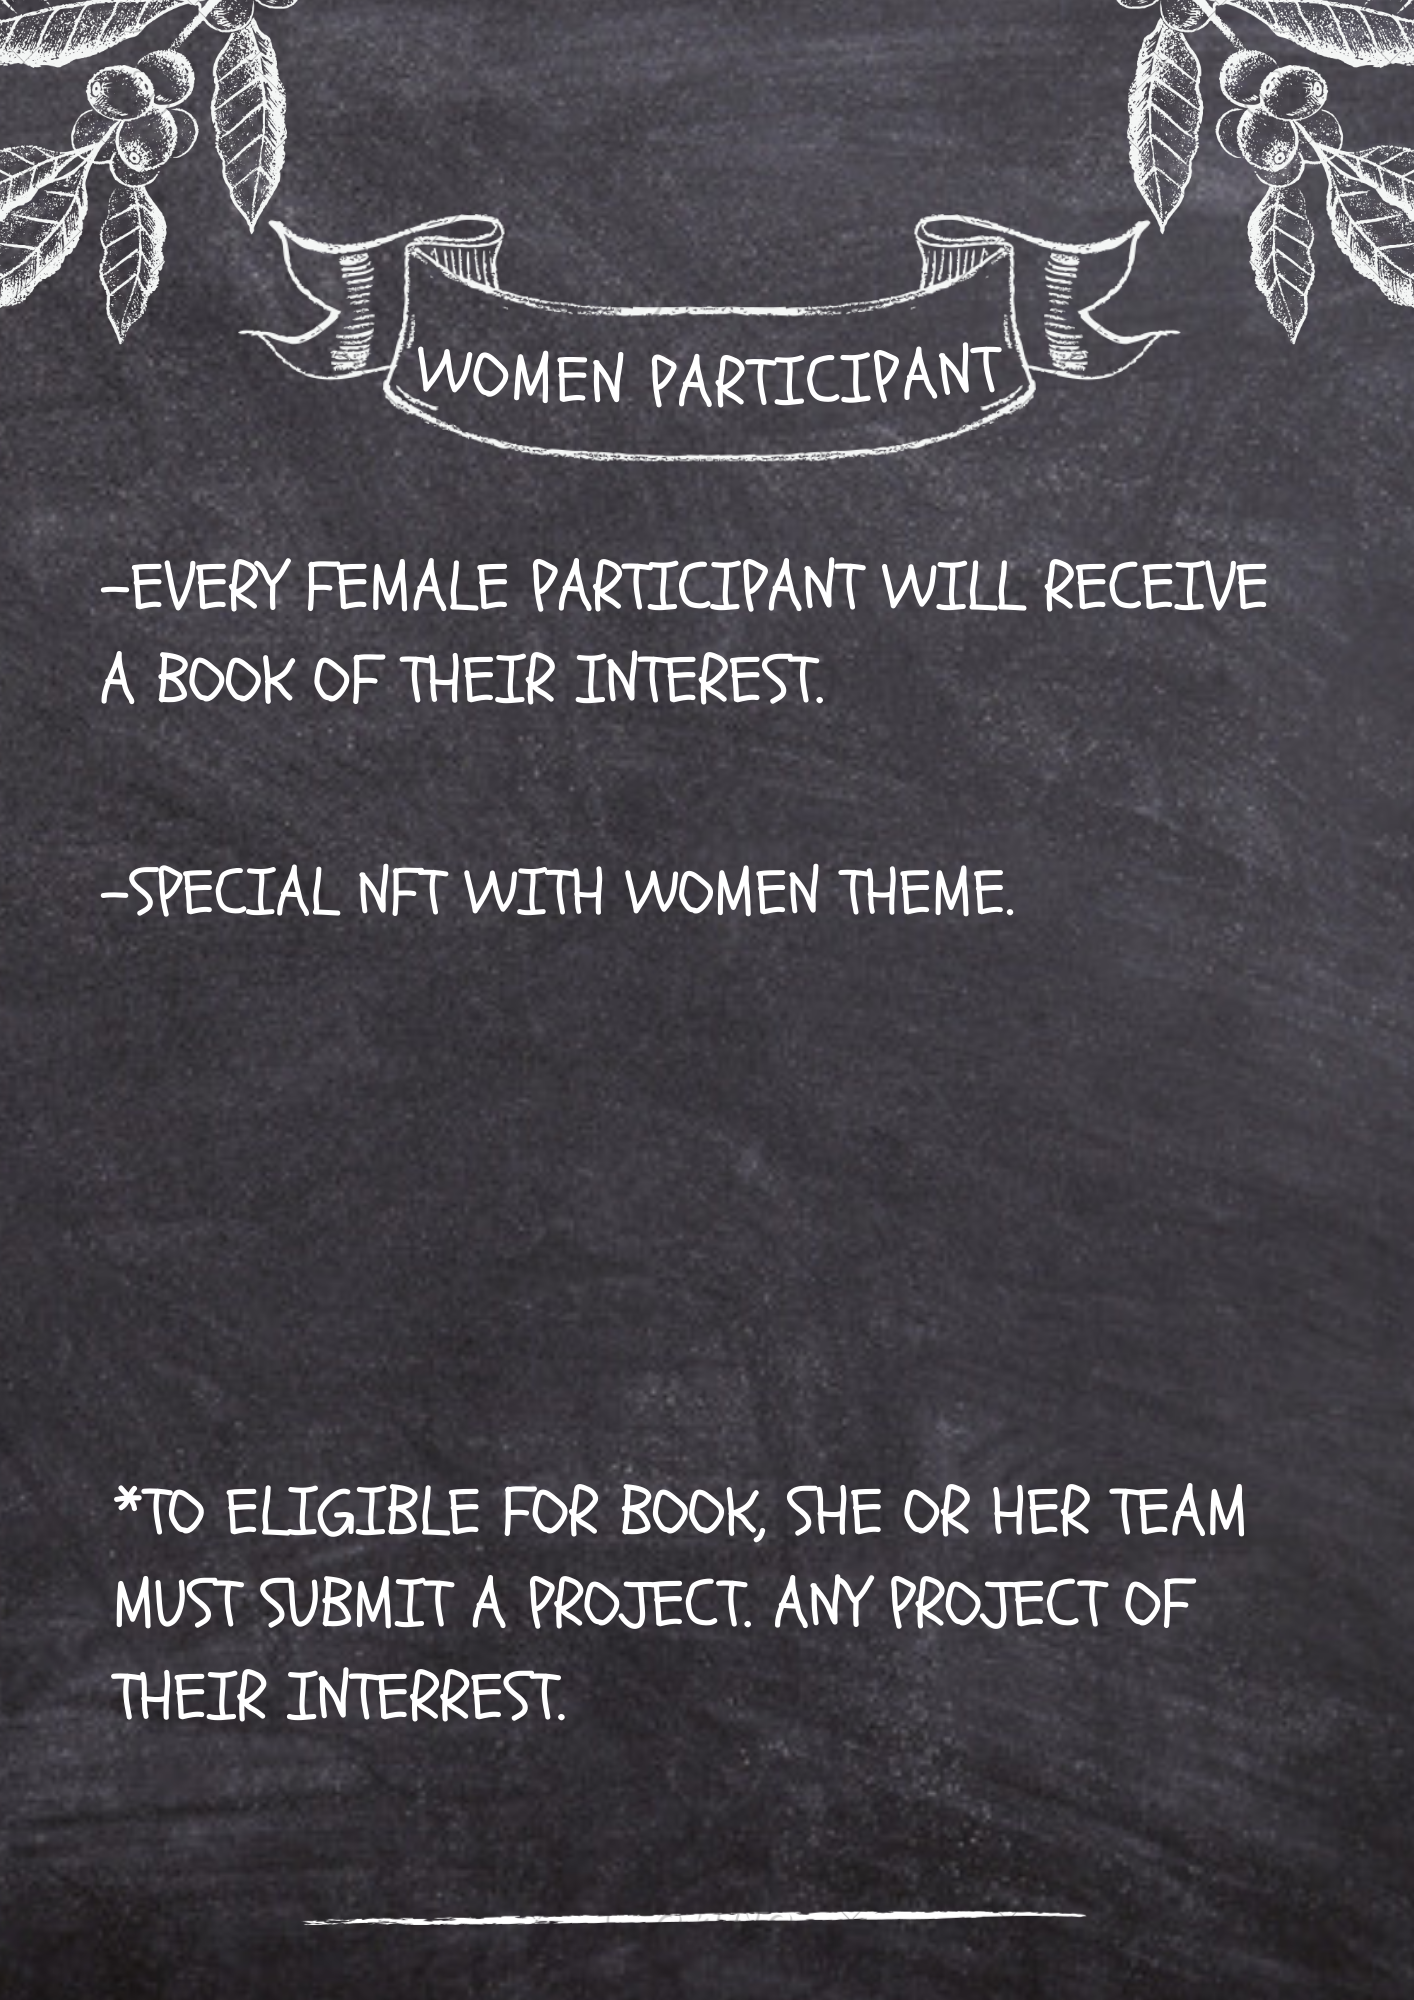 WOMEN PARTICIPANT
-EVERY FEMALE PARTICIPANT WILL RECEIVE
A BOOK OF THEIR INTEREST.
-SPECIAL NFT WITH WOMEN THEME.
*TO ELIGIBLE FOR BOOK, SHE OR HER TEAM
MUST SUBMIT A PROJECT. ANY PROJECT OF
THEIR INTERREST.